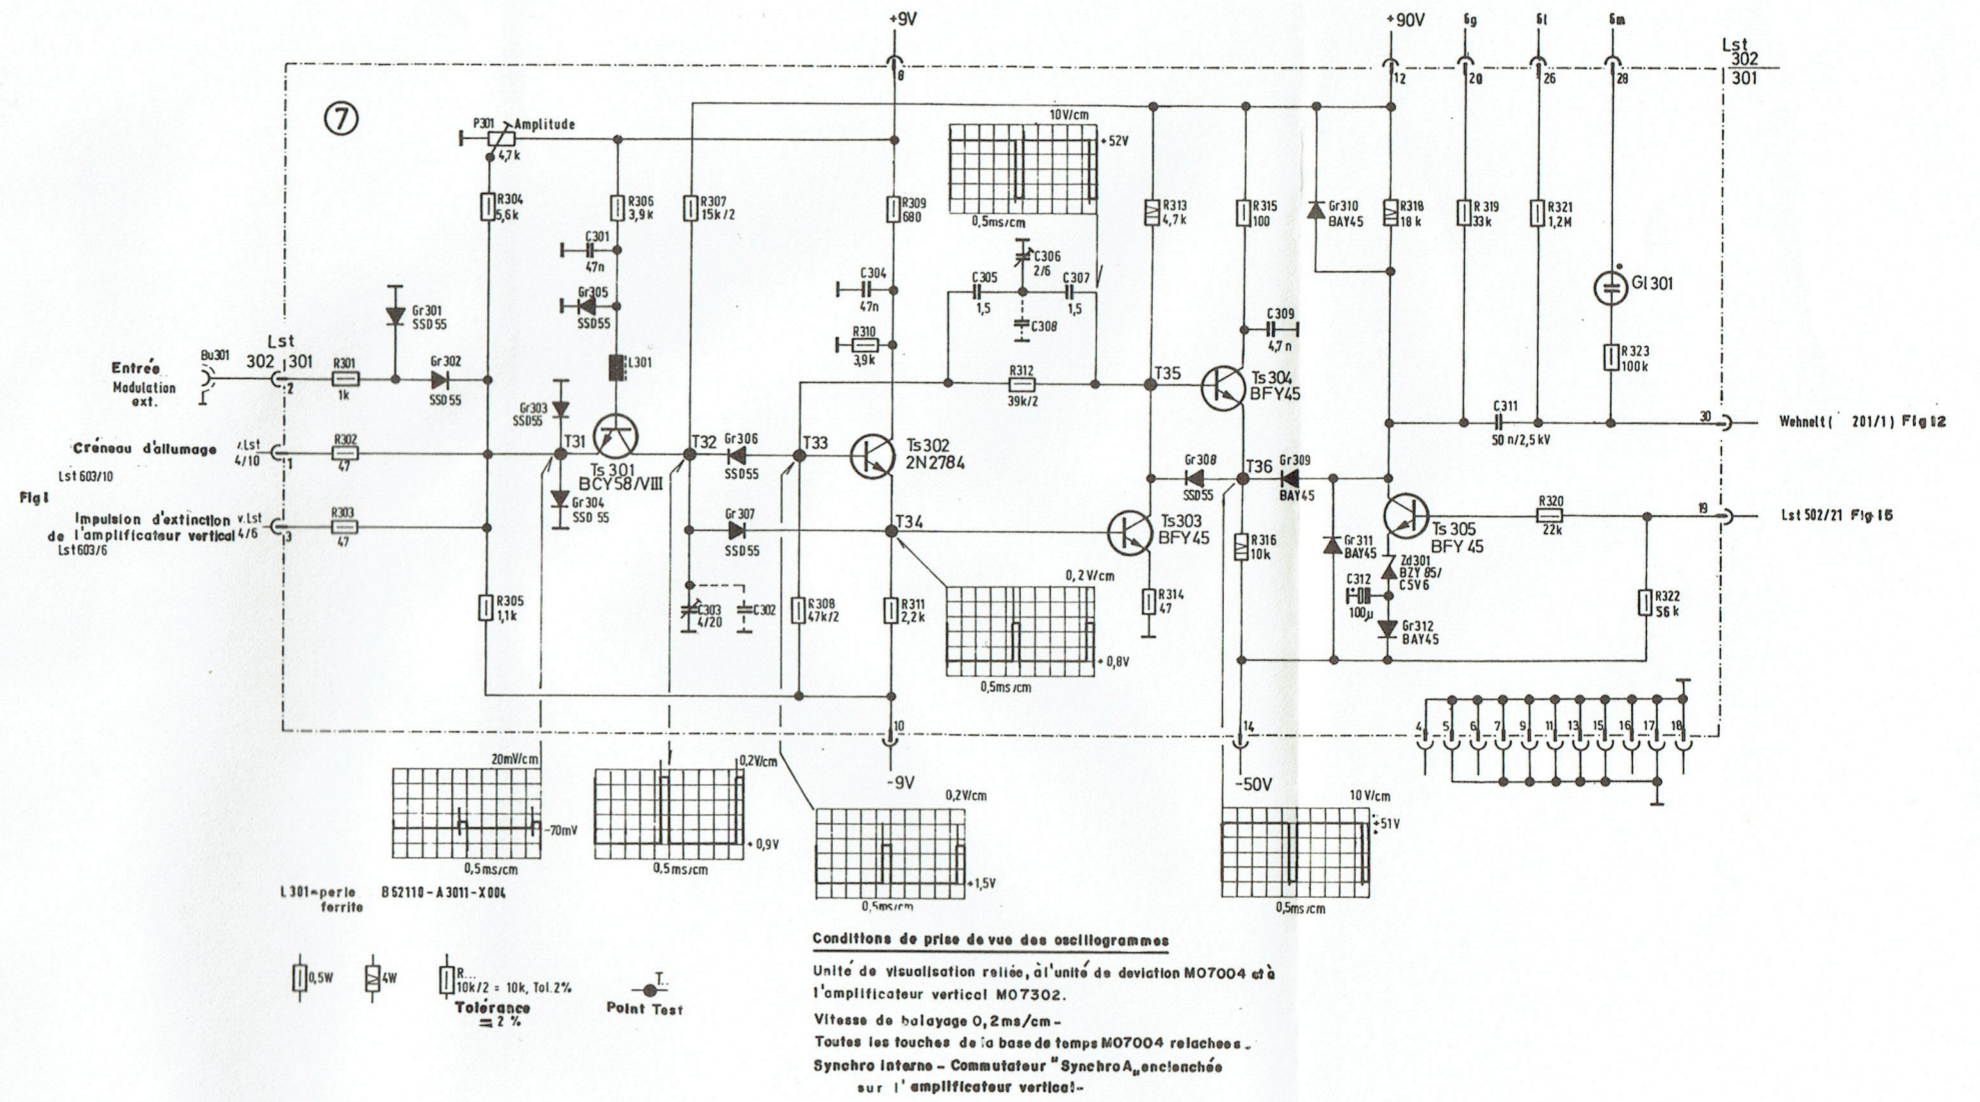 +9V
+90V
6g
6l
6m
Lst
302
301
8
12
20
26
28
7
P301
Amplitude
4,7k
10V/cm
+52V
0,5ms/cm
R304
5,6k
R306
3,9k
R307
15k/2
R309
680
R313
4,7k
R315
100
Gr310
BAY45
R318
18k
R319
33k
R321
1,2M
C301
47n
C304
47n
C306
2/6
C305
1,5
C307
1,5
C308
Gr305
SSD55
Gr301
SSD55
Gl301
C309
4,7n
R310
3,9k
L301
R323
100k
Lst
302
301
Bu301
Entrée
Modulation
ext.
2
R301
1k
Gr302
SSD55
R312
39k/2
T35
Ts304
BFY45
Gr303
SSD55
C311
50n/2,5kV
30
Wehnelt( 201/1) Fig12
Créneau d'allumage
v.Lst
4/10
Lst603/10
1
R302
47
T31
Ts301
BCY58/VIII
T32
Gr306
SSD55
T33
Ts302
2N2784
Gr308
SSD55
T36
Gr309
BAY45
Fig1
Gr304
SSD 55
Impulsion d'extinction
de l'amplificateur vertical
Lst603/6
v.Lst
4/6
3
R303
47
Gr307
SSD55
T34
Ts303
BFY45
R316
10k
Gr311
BAY45
Ts305
BFY45
R320
22k
19
Lst502/21 Fig16
Zd301
BZY 85/
C5V6
C312
100µ
Gr312
BAY45
R322
56k
R305
1,1k
C303
4/20
C302
R308
47k/2
R311
2,2k
0,2V/cm
+0,8V
0,5ms/cm
R314
47
10
-9V
14
-50V
4
5
6
7
9
11
13
15
16
17
18
20mV/cm
-70mV
0,5ms/cm
0,2V/cm
+0,9V
0,5ms/cm
0,2V/cm
+1,5V
0,5ms/cm
10V/cm
+51V
0,5ms/cm
L301=perle B62110-A3011-X004
ferrite
0,5W
4W
R...
10k/2 = 10k, Tol.2%
Tolérance
= 2 %
T..
Point Test
Conditions de prise de vue des oscillogrammes
Unité de visualisation reliée, à l'unité de deviation M07004 et à
l'amplificateur vertical M07302.
Vitesse de balayage 0,2ms/cm-
Toutes les touches de la base de temps M07004 relachees.
Synchro Interne - Commutateur "SynchroA„enclenchée
sur l'amplificateur vertical-